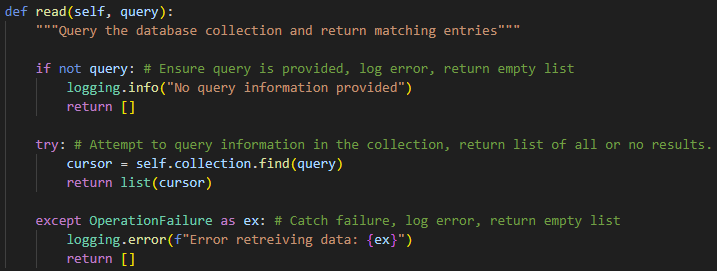 def read(self, query):
    """Query the database collection and return matching entries"""
    if not query: # Ensure query is provided, log error, return empty list
        logging.info("No query information provided")
        return []
    try: # Attempt to query information in the collection, return list of all or no results.
        cursor = self.collection.find(query)
        return list(cursor)
    except OperationFailure as ex: # Catch failure, log error, return empty list
        logging.error(f"Error retreiving data: {ex}")
        return []